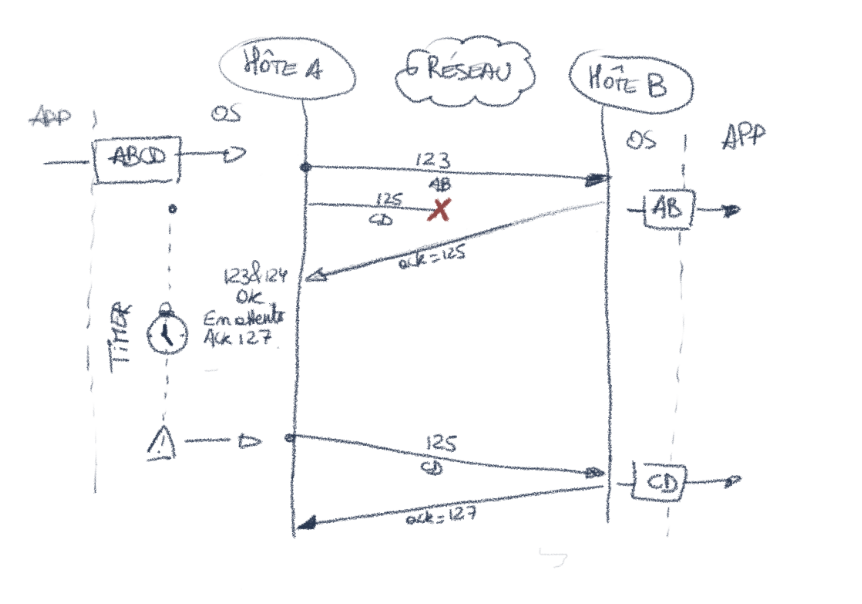 HÔTE A
RÉSEAU
HÔTE B
APP
OS
OS
APP
ABCD
123
AB
125
CD
AB
ack=125
123&124
OK
En attente
Ack 127
TIMER
125
CD
CD
ack=127